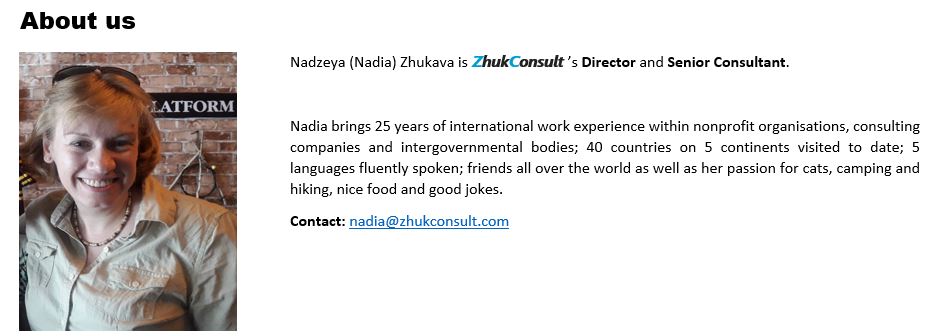 About us
LATFORM
Nadzeya (Nadia) Zhukava is ZhukConsult ’s Director and Senior Consultant.
Nadia brings 25 years of international work experience within nonprofit organisations, consulting
companies and intergovernmental bodies; 40 countries on 5 continents visited to date; 5
languages fluently spoken; friends all over the world as well as her passion for cats, camping and
hiking, nice food and good jokes.
Contact: nadia@zhukconsult.com